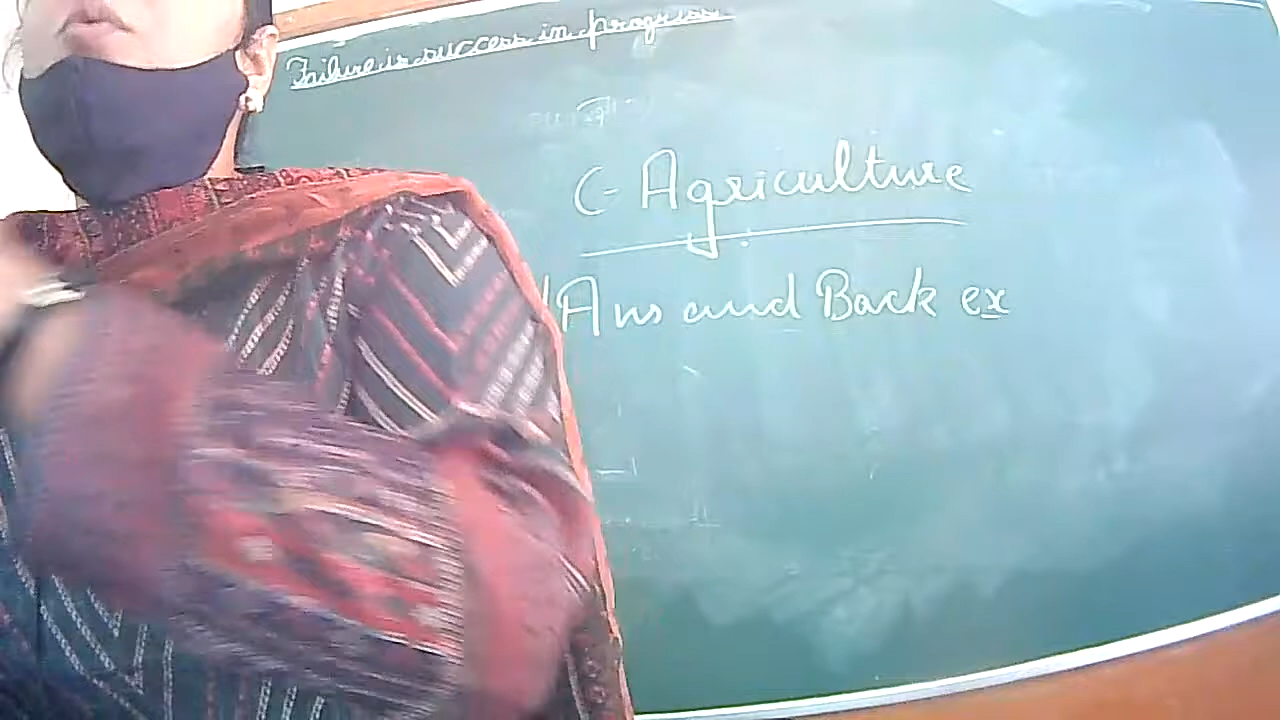 Failure is success in progress
C- Agriculture
/Ans and Back ex